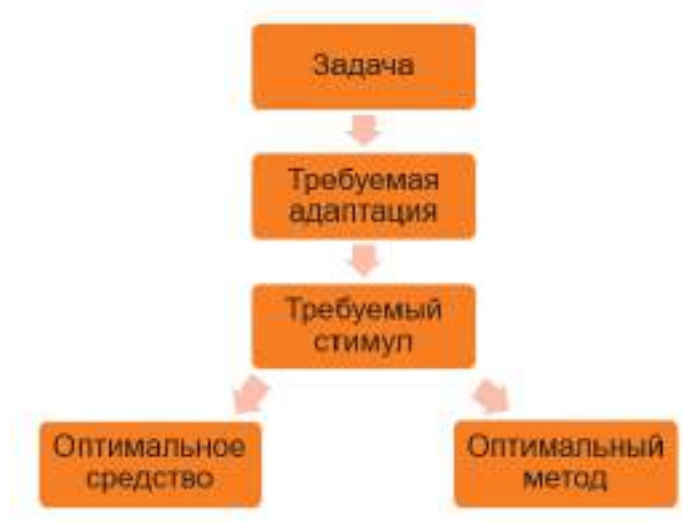 Задача
Требуемая
адаптация
Требуемый
стимул
Оптимальное
средство
Оптимальный
метод